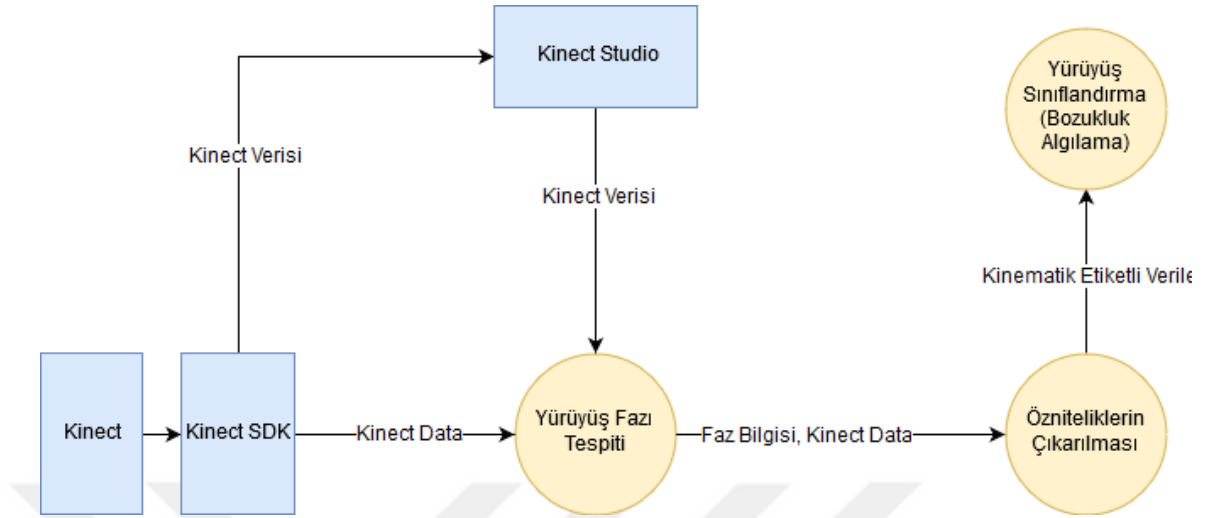 Kinect Studio
Yürüyüş
Sınıflandırma
(Bozukluk
Algılama)
Kinect Verisi
Kinect Verisi
Kinematik Etiketli Verile
Kinect
Kinect SDK
Kinect Data
Yürüyüş Fazı
Tespiti
Faz Bilgisi, Kinect Data
Özniteliklerin
Çıkarılması